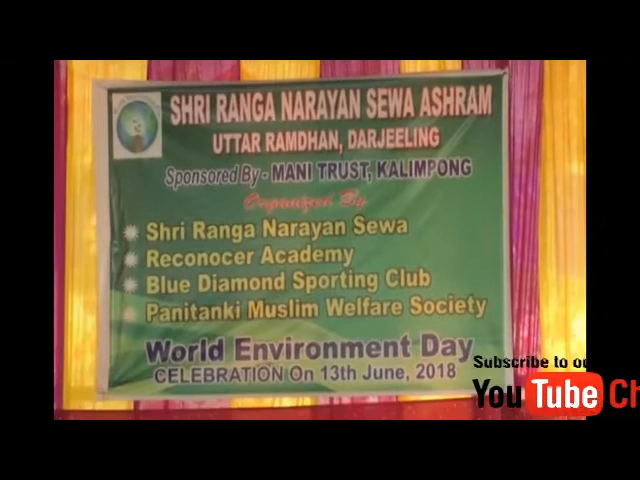 SHRI RANGA NARAYAN SEWA ASHRAM
UTTAR RAMDHAN, DARJEELING
Sponsored By - MANI TRUST, KALIMPONG
Organized By
Shri Ranga Narayan Sewa
Reconocer Academy
Blue Diamond Sporting Club
Panitanki Muslim Welfare Society
World Environment Day
CELEBRATION On 13th June, 2018
Subscribe to ou
YouTube Ch